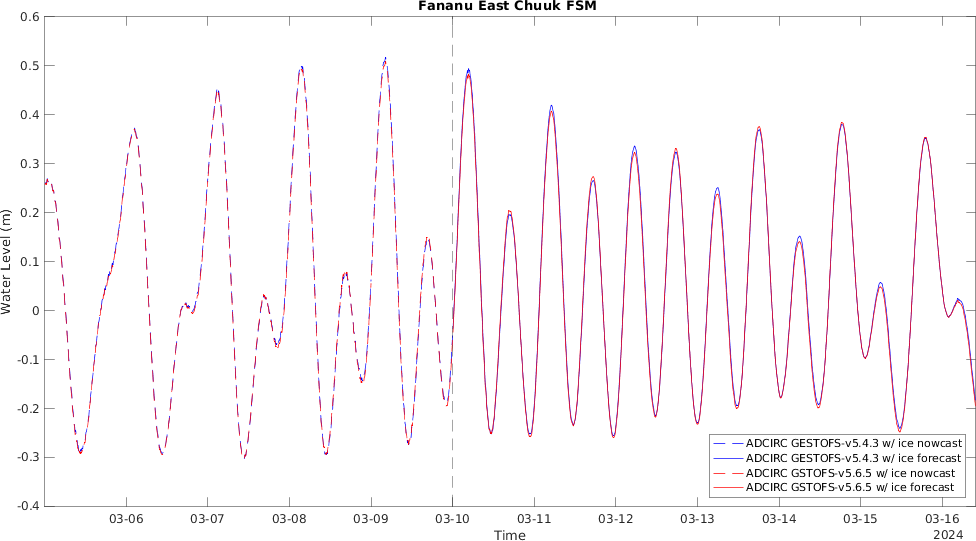 Fananu East Chuuk FSM
0.6
0.5
0.4
0.3
0.2
0.1
0
-0.1
-0.2
-0.3
-0.4
Water Level (m)
ADCIRC GESTOFS-v5.4.3 w/ ice nowcast
ADCIRC GESTOFS-v5.4.3 w/ ice forecast
ADCIRC GSTOFS-v5.6.5 w/ ice nowcast
ADCIRC GSTOFS-v5.6.5 w/ ice forecast
03-06 03-07 03-08 03-09 03-10 03-11 03-12 03-13 03-14 03-15 03-16
Time
2024